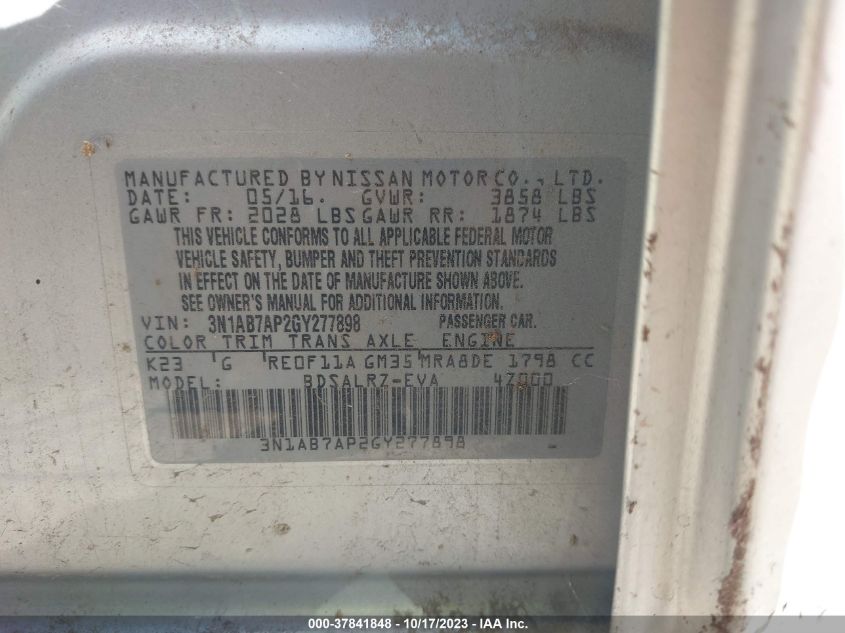 MANUFACTURED BY NISSAN MOTOR CO., LTD.
DATE: 05/16. GVWR: 3858 LBS
GAWR FR: 2028 LBS GAWR RR: 1874 LBS
THIS VEHICLE CONFORMS TO ALL APPLICABLE FEDERAL MOTOR
VEHICLE SAFETY, BUMPER AND THEFT PREVENTION STANDARDS
IN EFFECT ON THE DATE OF MANUFACTURE SHOWN ABOVE.
SEE OWNER'S MANUAL FOR ADDITIONAL INFORMATION.
VIN: 3N1AB7AP2GY277898 PASSENGER CAR.
COLOR TRIM TRANS AXLE ENGINE
K23 G RE0F11A GM35 MRA8DE 1798 CC
MODEL: BDSALRZ-EVA 4Z000
3N1AB7AP2GY277898
000-37841848 - 10/17/2023 - IAA, Inc.